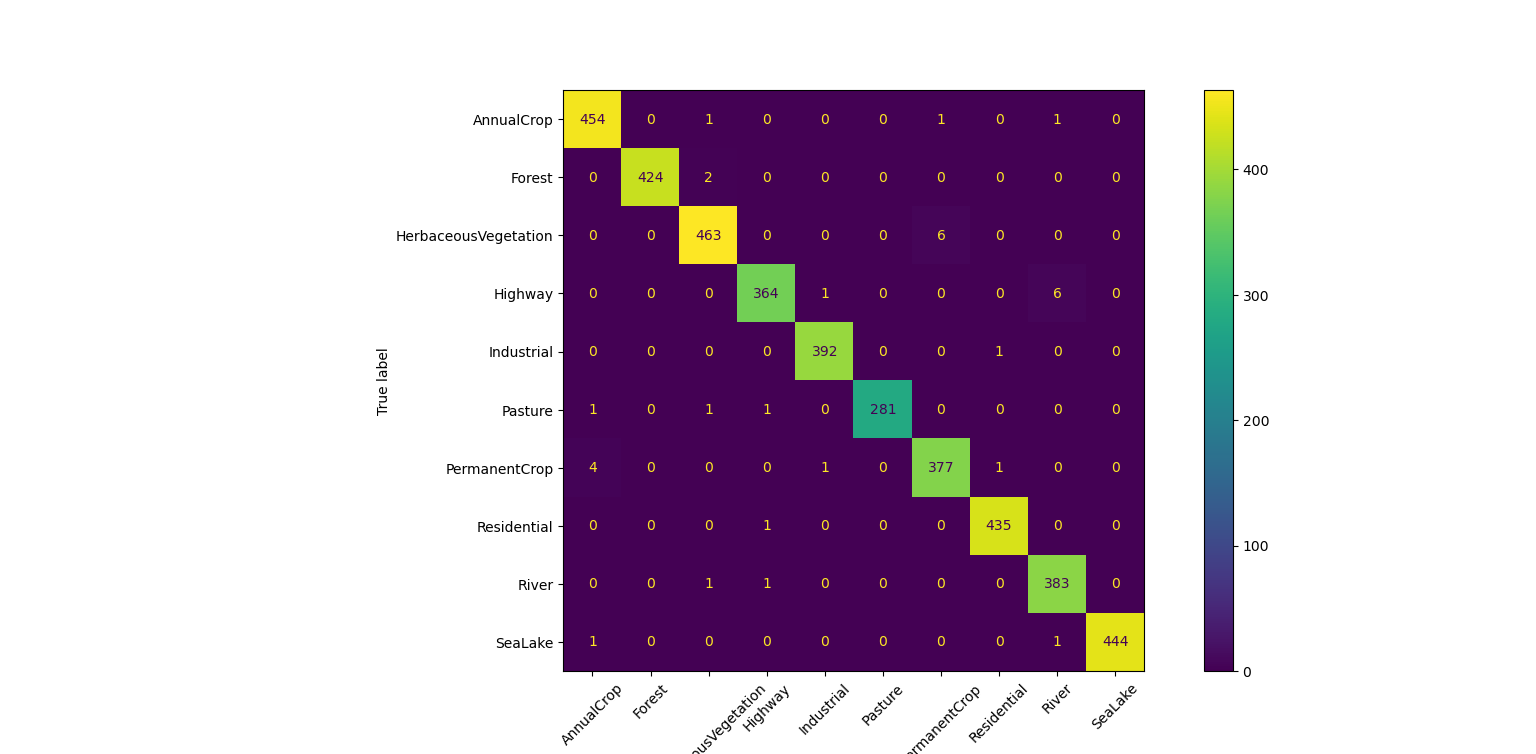 AnnualCrop 454 0 1 0 0 0 1 0 1 0
Forest 0 424 2 0 0 0 0 0 0 0 400
HerbaceousVegetation 0 0 463 0 0 0 6 0 0 0
Highway 0 0 0 364 1 0 0 0 6 0 300
Industrial 0 0 0 0 392 0 0 1 0 0
True label
Pasture 1 0 1 1 0 281 0 0 0 0 200
PermanentCrop 4 0 0 0 1 0 377 1 0 0
Residential 0 0 0 1 0 0 0 435 0 0 100
River 0 0 1 1 0 0 0 0 383 0
SeaLake 1 0 0 0 0 0 0 0 1 444 0
AnnualCrop Forest ousVegetation Highway Industrial Pasture ermanentCrop Residential River SeaLake